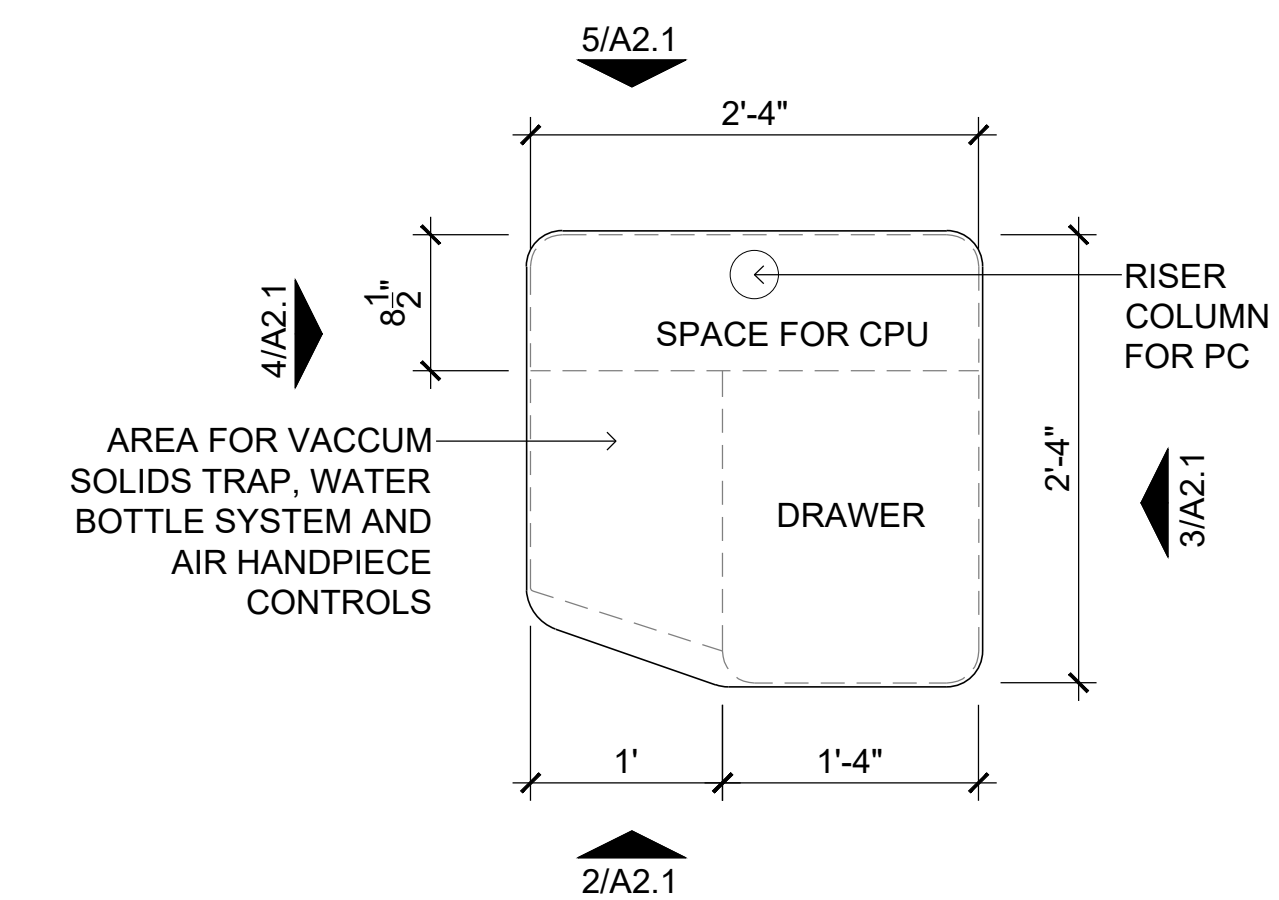 5/A2.1
2'-4"
8 1/2"
4/A2.1
RISER
COLUMN
FOR PC
SPACE FOR CPU
AREA FOR VACCUM
SOLIDS TRAP, WATER
BOTTLE SYSTEM AND
AIR HANDPIECE
CONTROLS
DRAWER
2'-4"
3/A2.1
1'
1'-4"
2/A2.1